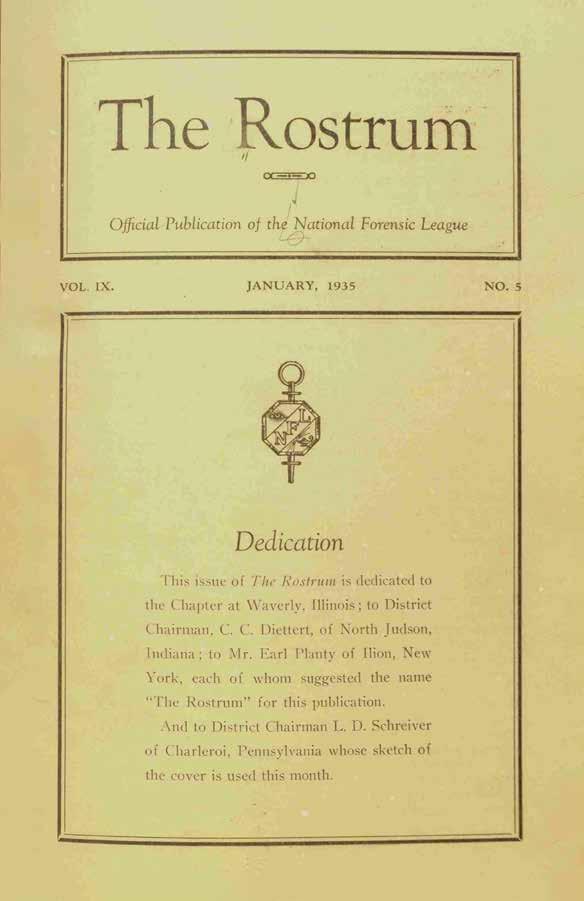 The Rostrum
Official Publication of the National Forensic League
VOL. IX. JANUARY, 1935 NO. 5
L
F
N
Dedication
This issue of The Rostrum is dedicated to
the Chapter at Waverly, Illinois; to District
Chairman, C. C. Diettert, of North Judson,
Indiana; to Mr. Earl Planty of Ilion, New
York, each of whom suggested the name
"The Rostrum" for this publication.
And to District Chairman L. D. Schreiver
of Charleroi, Pennsylvania whose sketch of
the cover is used this month.